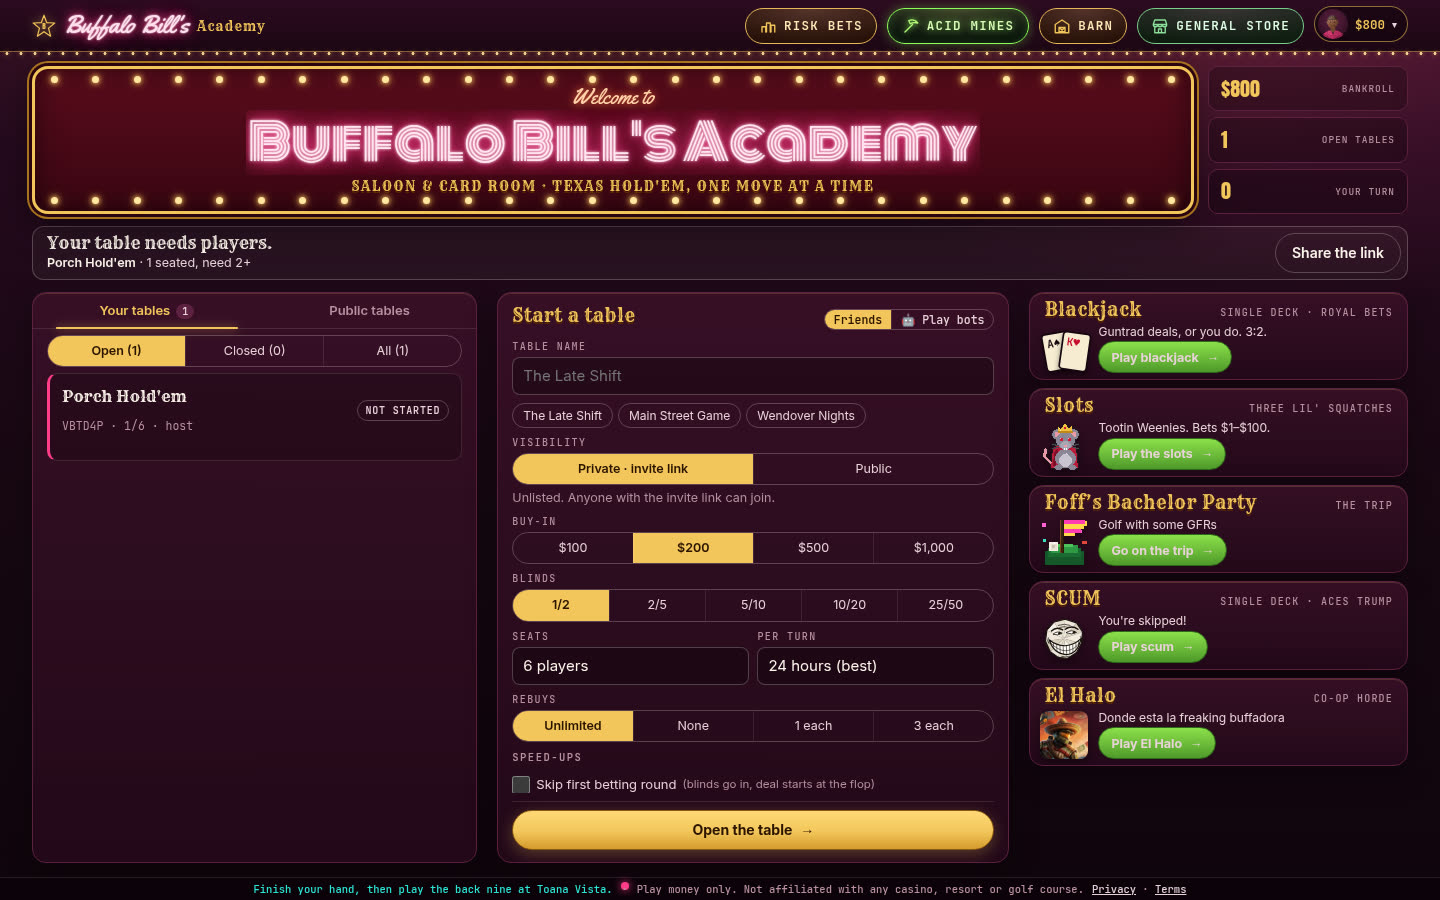 Buffalo Bill's Academy
RISK BETS
ACID MINES
BARN
GENERAL STORE
$800 ▾
Welcome to
BUFFALO BILL'S ACADEMY
SALOON & CARD ROOM · TEXAS HOLD'EM, ONE MOVE AT A TIME
$800 BANKROLL
1 OPEN TABLES
0 YOUR TURN
Your table needs players.
Porch Hold'em · 1 seated, need 2+
Share the link
Your tables 1
Public tables
Open (1)
Closed (0)
All (1)
Porch Hold'em
VBTD4P · 1/6 · host
NOT STARTED
Start a table
Friends
Play bots
TABLE NAME
The Late Shift
The Late Shift
Main Street Game
Wendover Nights
VISIBILITY
Private · invite link
Public
Unlisted. Anyone with the invite link can join.
BUY-IN
$100
$200
$500
$1,000
BLINDS
1/2
2/5
5/10
10/20
25/50
SEATS
6 players
PER TURN
24 hours (best)
REBUYS
Unlimited
None
1 each
3 each
SPEED-UPS
Skip first betting round (blinds go in, deal starts at the flop)
Open the table →
Blackjack
SINGLE DECK · ROYAL BETS
A♠
K♥
Guntrad deals, or you do. 3:2.
Play blackjack →
Slots
THREE LIL' SQUATCHES
Tootin Weenies. Bets $1–$100.
Play the slots →
Foff's Bachelor Party
THE TRIP
Golf with some GFRs
Go on the trip →
SCUM
SINGLE DECK · ACES TRUMP
You're skipped!
Play scum →
El Halo
CO-OP HORDE
Donde esta la freaking buffadora
Play El Halo →
Finish your hand, then play the back nine at Toana Vista.
Play money only. Not affiliated with any casino, resort or golf course. Privacy · Terms